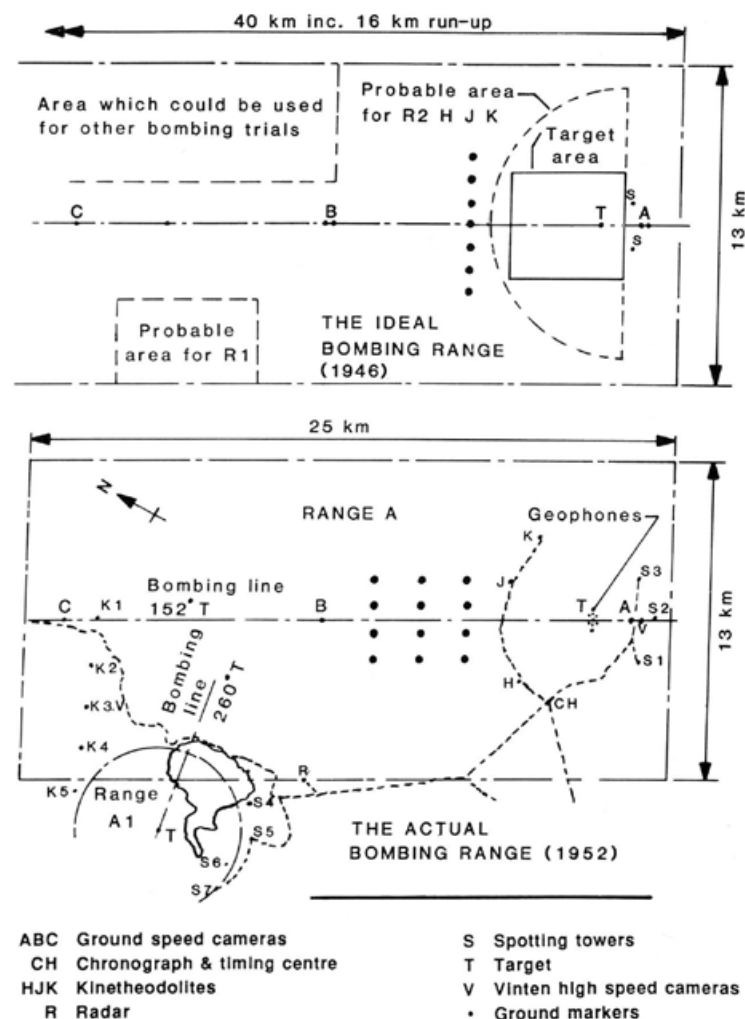 40 km inc. 16 km run-up
Area which could be used
for other bombing trials
Probable area
for R2 H J K
Target
area
S
C
B
T
A
S
13 km
Probable
area for R1
THE IDEAL
BOMBING RANGE
(1946)
25 km
N
RANGE A
Geophones
K
Bombing line
152°T
J
S3
C
K1
B
T
A
S2
V
13 km
Bombing
line
260°T
K2
S1
K3.V
H
CH
K4
R
K5
Range
A1
S4
T
S5
THE ACTUAL
BOMBING RANGE (1952)
S6
S7
ABC Ground speed cameras
CH Chronograph & timing centre
HJK Kinetheodolites
R Radar
S Spotting towers
T Target
V Vinten high speed cameras
• Ground markers